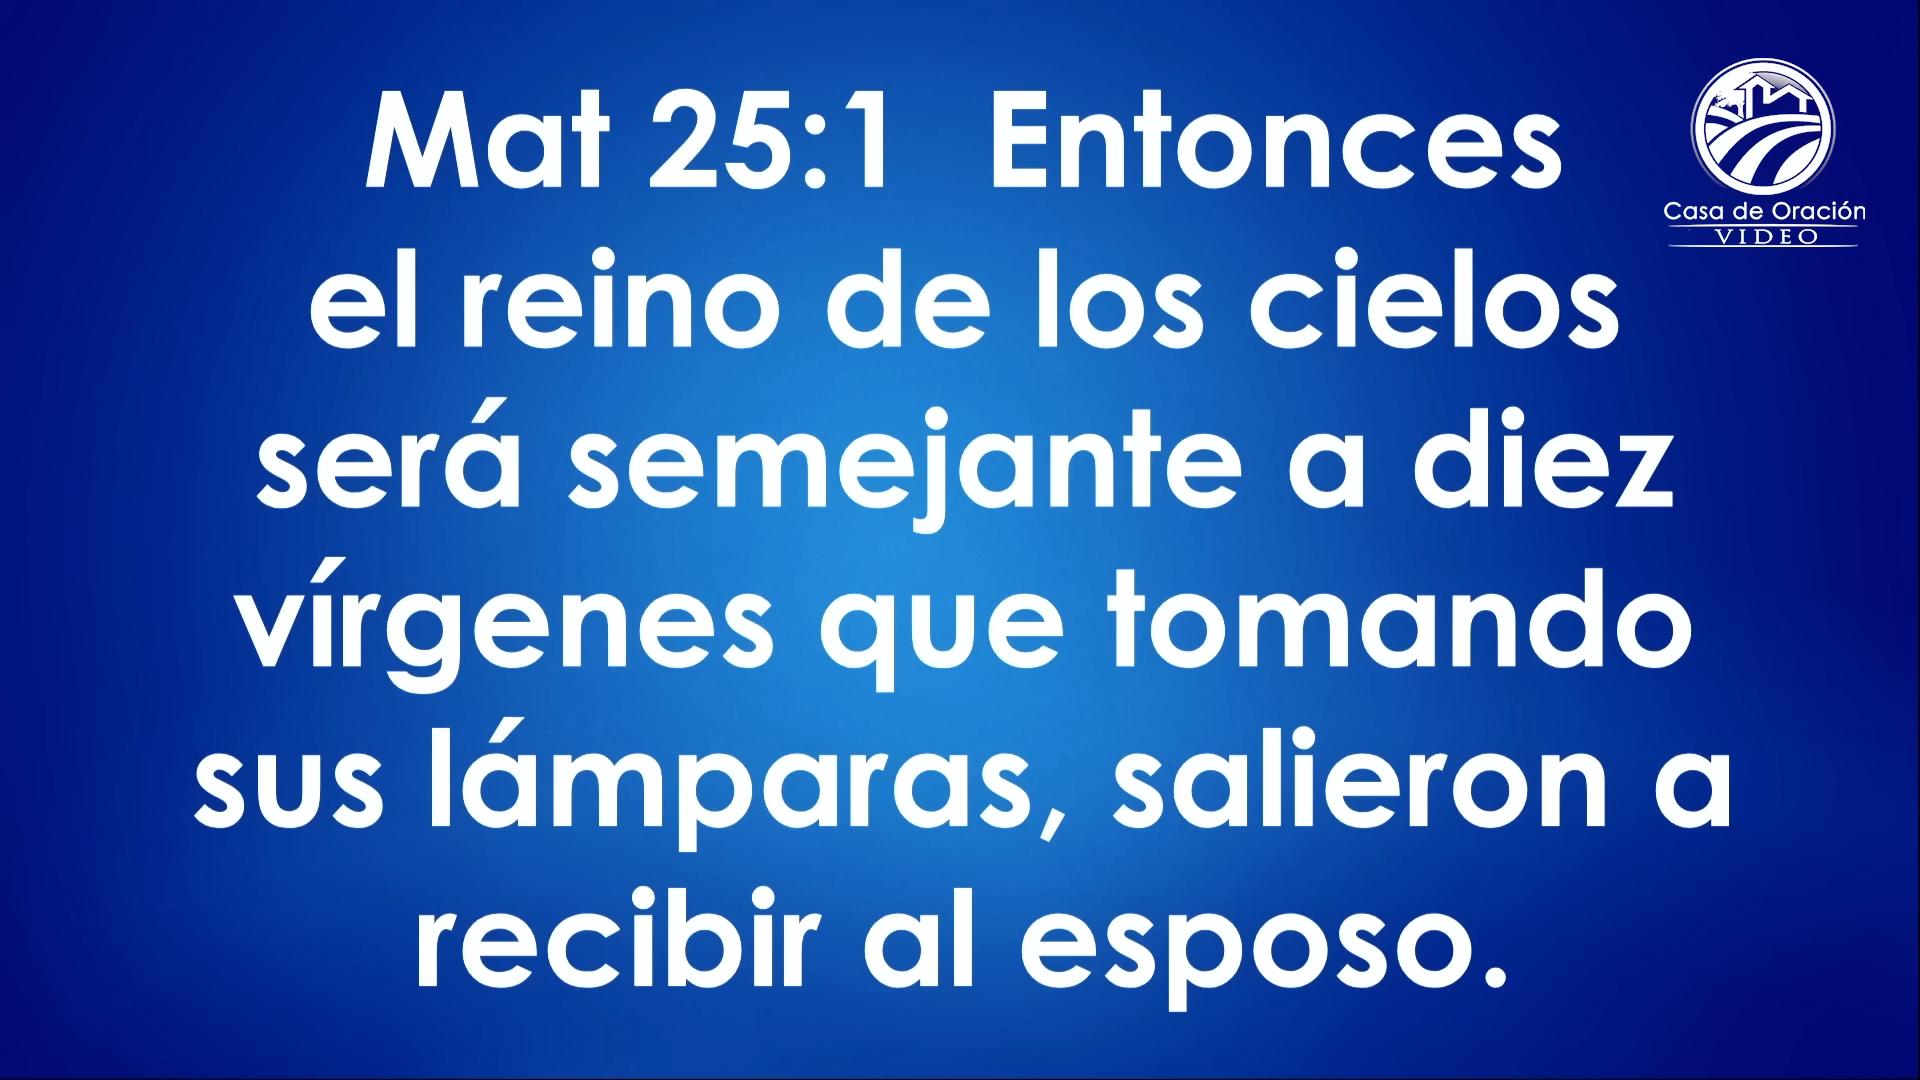 Mat 25:1 Entonces
el reino de los cielos
será semejante a diez
vírgenes que tomando
sus lámparas, salieron a
recibir al esposo.
Casa de Oración
VIDEO